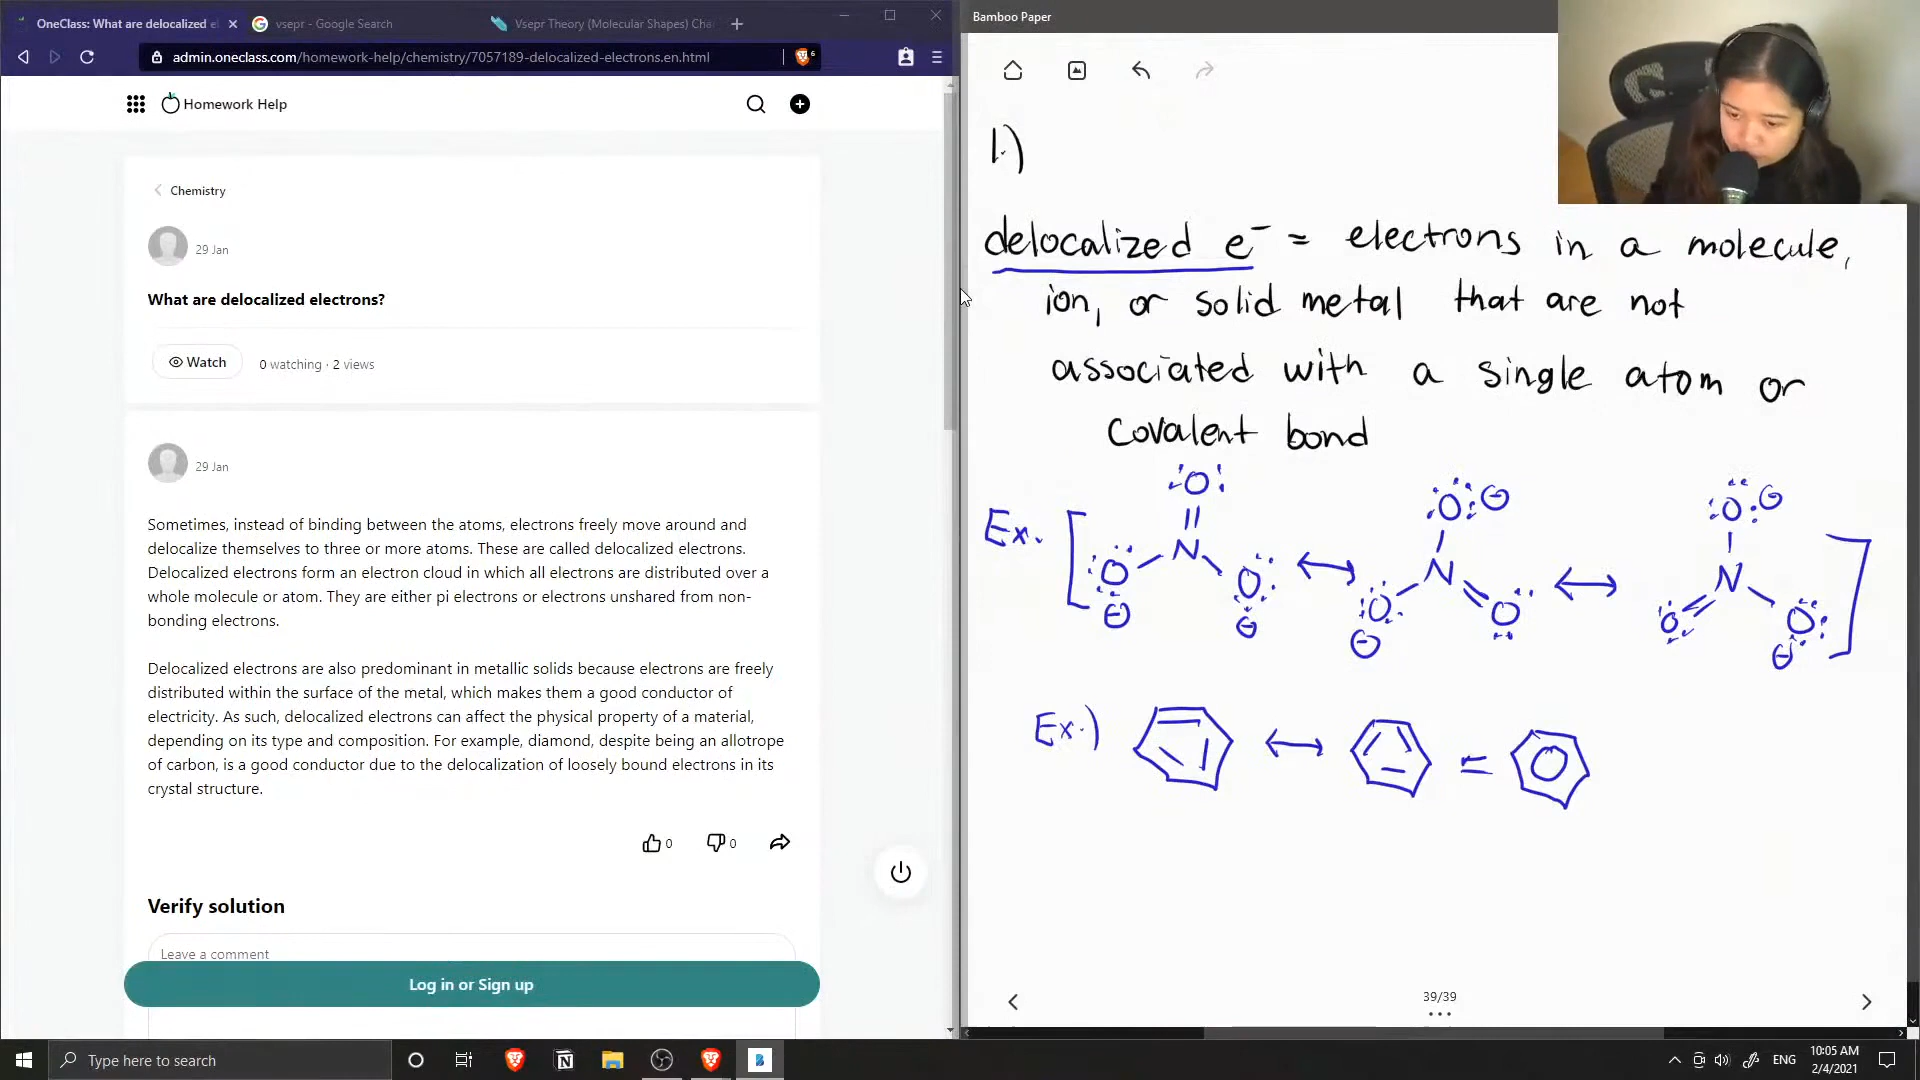 OneClass: What are delocalized e
vsepr - Google Search
Vsepr Theory (Molecular Shapes) Cha
admin.oneclass.com/homework-help/chemistry/7057189-delocalized-electrons.en.html
6
Homework Help
Chemistry
29 Jan
What are delocalized electrons?
Watch
0 watching · 2 views
29 Jan
Sometimes, instead of binding between the atoms, electrons freely move around and
delocalize themselves to three or more atoms. These are called delocalized electrons.
Delocalized electrons form an electron cloud in which all electrons are distributed over a
whole molecule or atom. They are either pi electrons or electrons unshared from non-
bonding electrons.
Delocalized electrons are also predominant in metallic solids because electrons are freely
distributed within the surface of the metal, which makes them a good conductor of
electricity. As such, delocalized electrons can affect the physical property of a material,
depending on its type and composition. For example, diamond, despite being an allotrope
of carbon, is a good conductor due to the delocalization of loosely bound electrons in its
crystal structure.
0 0
Verify solution
Leave a comment
Log in or Sign up
Bamboo Paper
1.)
delocalized e⁻ = electrons in a molecule,
ion, or solid metal that are not
associated with a single atom or
covalent bond
O O ⊖ O ⊖
Ex. [ O N O ↔ O N O ↔ O N O ]
⊖ ⊖ ⊖ ⊖
Ex.) ↔ =
39/39
Type here to search
ENG
10:05 AM
2/4/2021